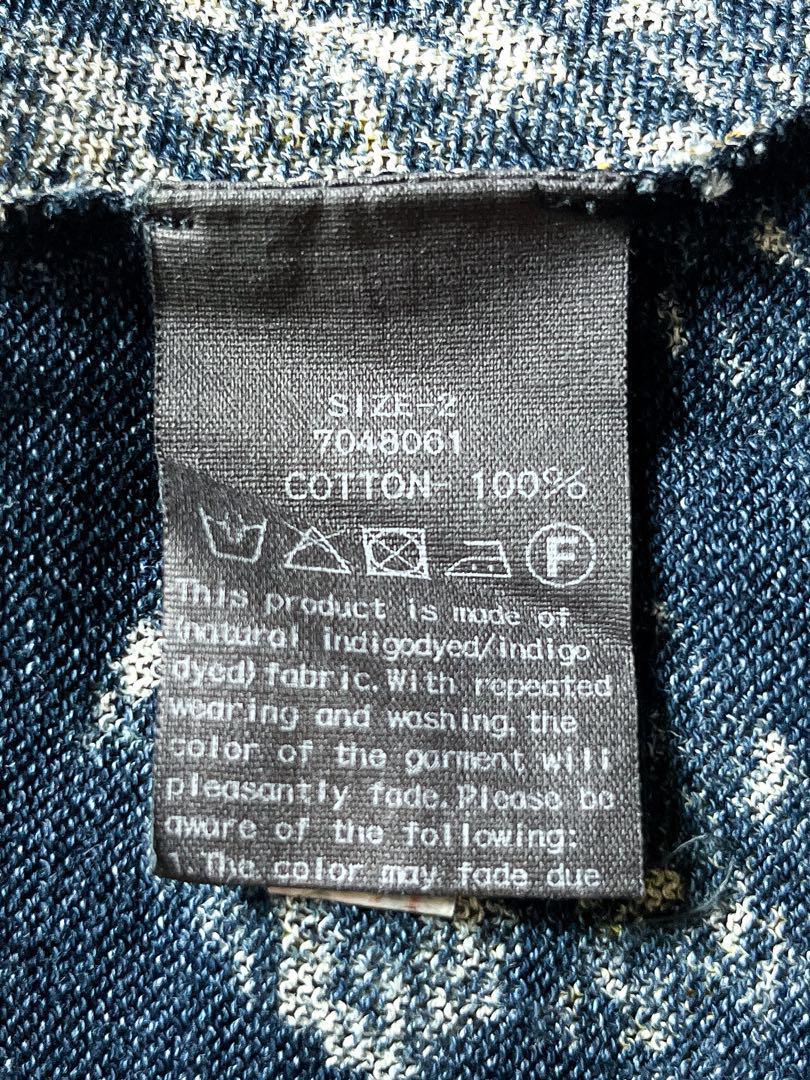 SIZE-2
7048061
COTTON- 100%
F
This product is made of
(natural indigodyed/indigo
dyed) fabric. With repeated
wearing and washing, the
color of the garment will
pleasantly fade. Please be
aware of the following:
1. The color may fade due